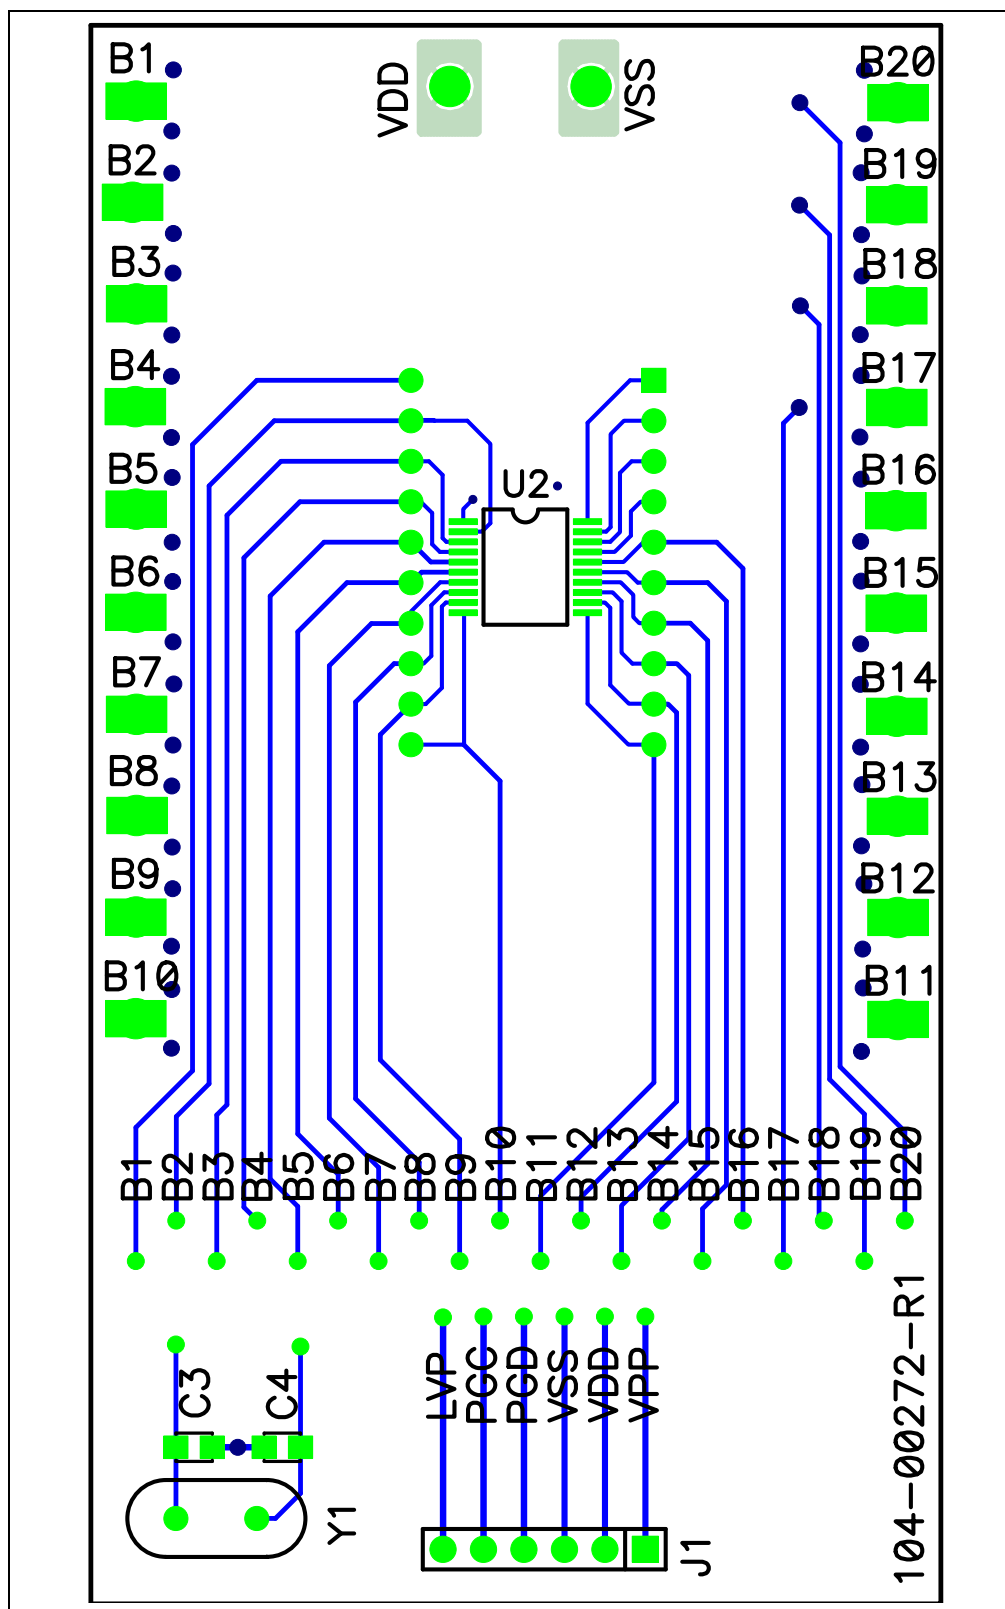 B1 VDD VSS B20
B2 B19
B3 B18
B4 B17
B5 U2 B16
B6 B15
B7 B14
B8 B13
B9 B12
B10 B11
B1 B2 B3 B4 B5 B6 B7 B8 B9 B10 B11 B12 B13 B14 B15 B16 B17 B18 B19 B20
C3 C4 LVP PGC PGD VSS VDD VPP
Y1 J1
104-00272-R1